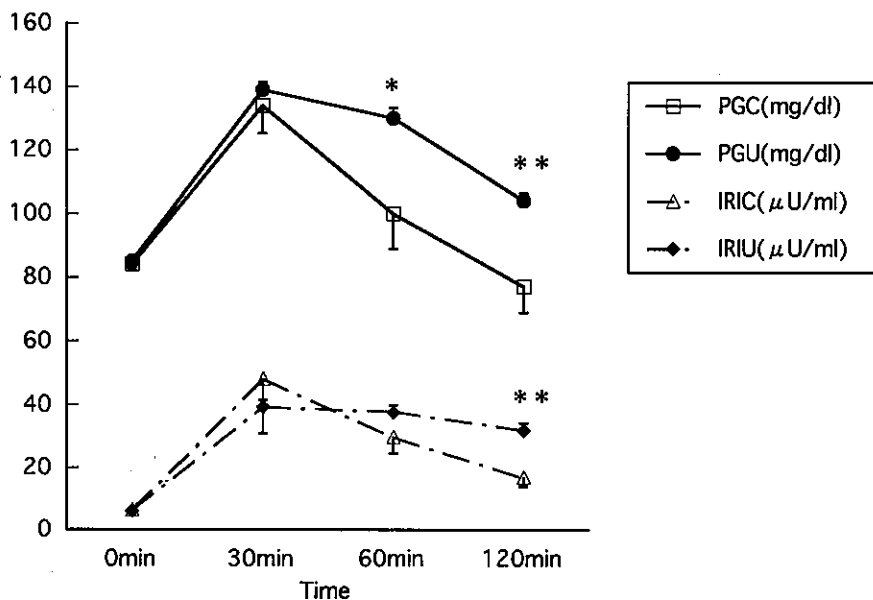 160
140
120
100
80
60
40
20
0
*
**
**
0min 30min 60min 120min
Time
PGC(mg/dl)
PGU(mg/dl)
IRIC(μU/ml)
IRIU(μU/ml)